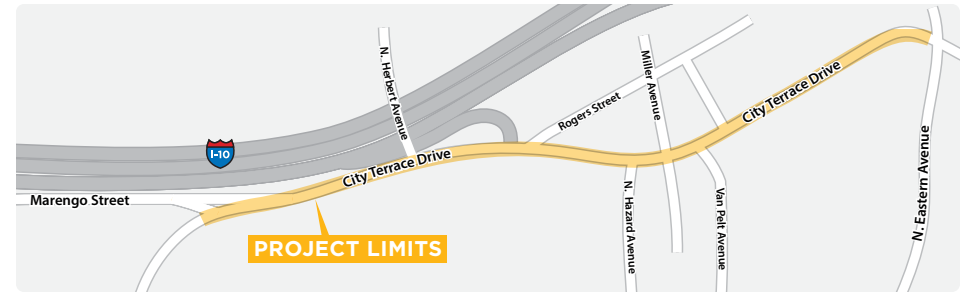 N. Herbert Avenue
Miller Avenue
Rogers Street
City Terrace Drive
I-10
City Terrace Drive
Marengo Street
N. Hazard Avenue
Van Pelt Avenue
N. Eastern Avenue
PROJECT LIMITS